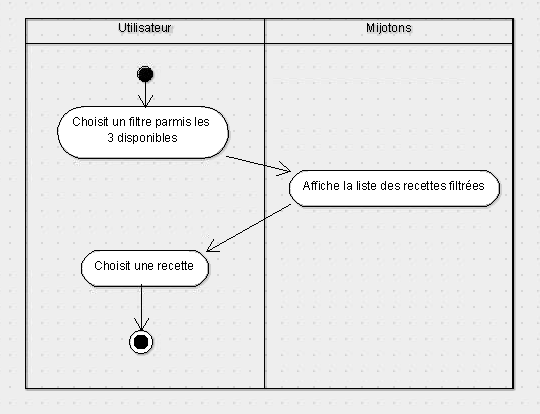 Utilisateur
Mijotons
Choisit un filtre parmis les
3 disponibles
Affiche la liste des recettes filtrées
Choisit une recette